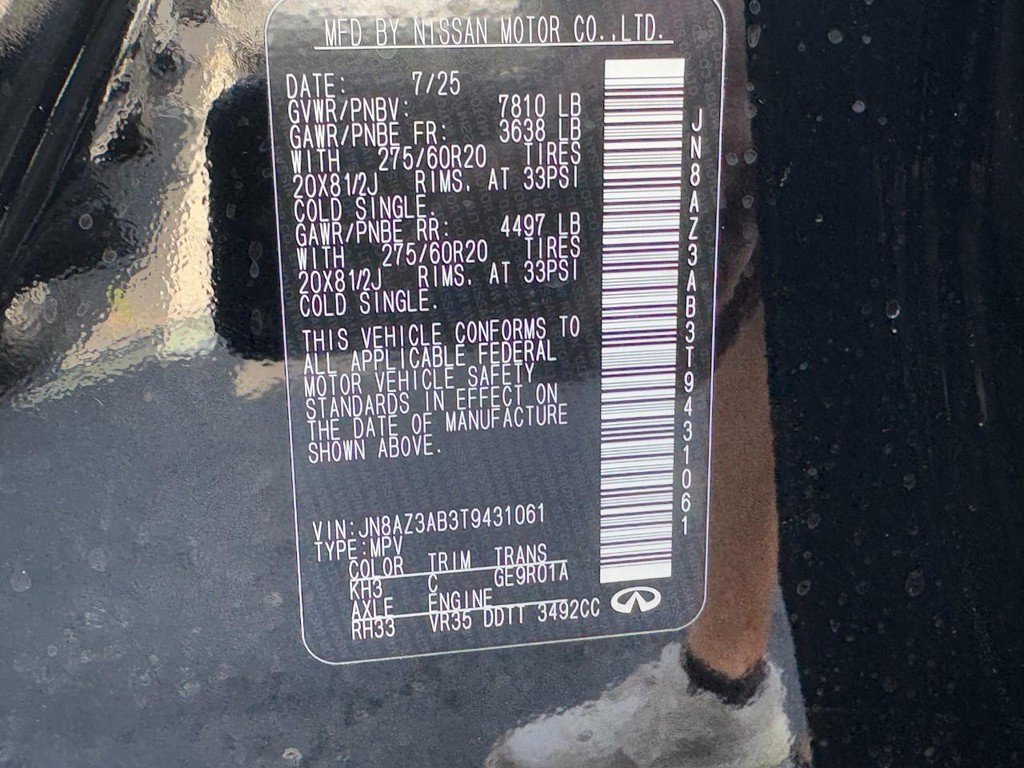 MFD BY NISSAN MOTOR CO.,LTD.
DATE: 7/25
GVWR/PNBV: 7810 LB
GAWR/PNBE FR: 3638 LB
WITH 275/60R20 TIRES
20X81/2J RIMS. AT 33PSI
COLD SINGLE.
GAWR/PNBE RR: 4497 LB
WITH 275/60R20 TIRES
20X81/2J RIMS. AT 33PSI
COLD SINGLE.
THIS VEHICLE CONFORMS TO
ALL APPLICABLE FEDERAL
MOTOR VEHICLE SAFETY
STANDARDS IN EFFECT ON
THE DATE OF MANUFACTURE
SHOWN ABOVE.
VIN:JN8AZ3AB3T9431061
TYPE:MPV
COLOR TRIM TRANS
KH3 C GE9R01A
AXLE ENGINE
RH33 VR35 DDTT 3492CC
JN8AZ3AB3T9431061